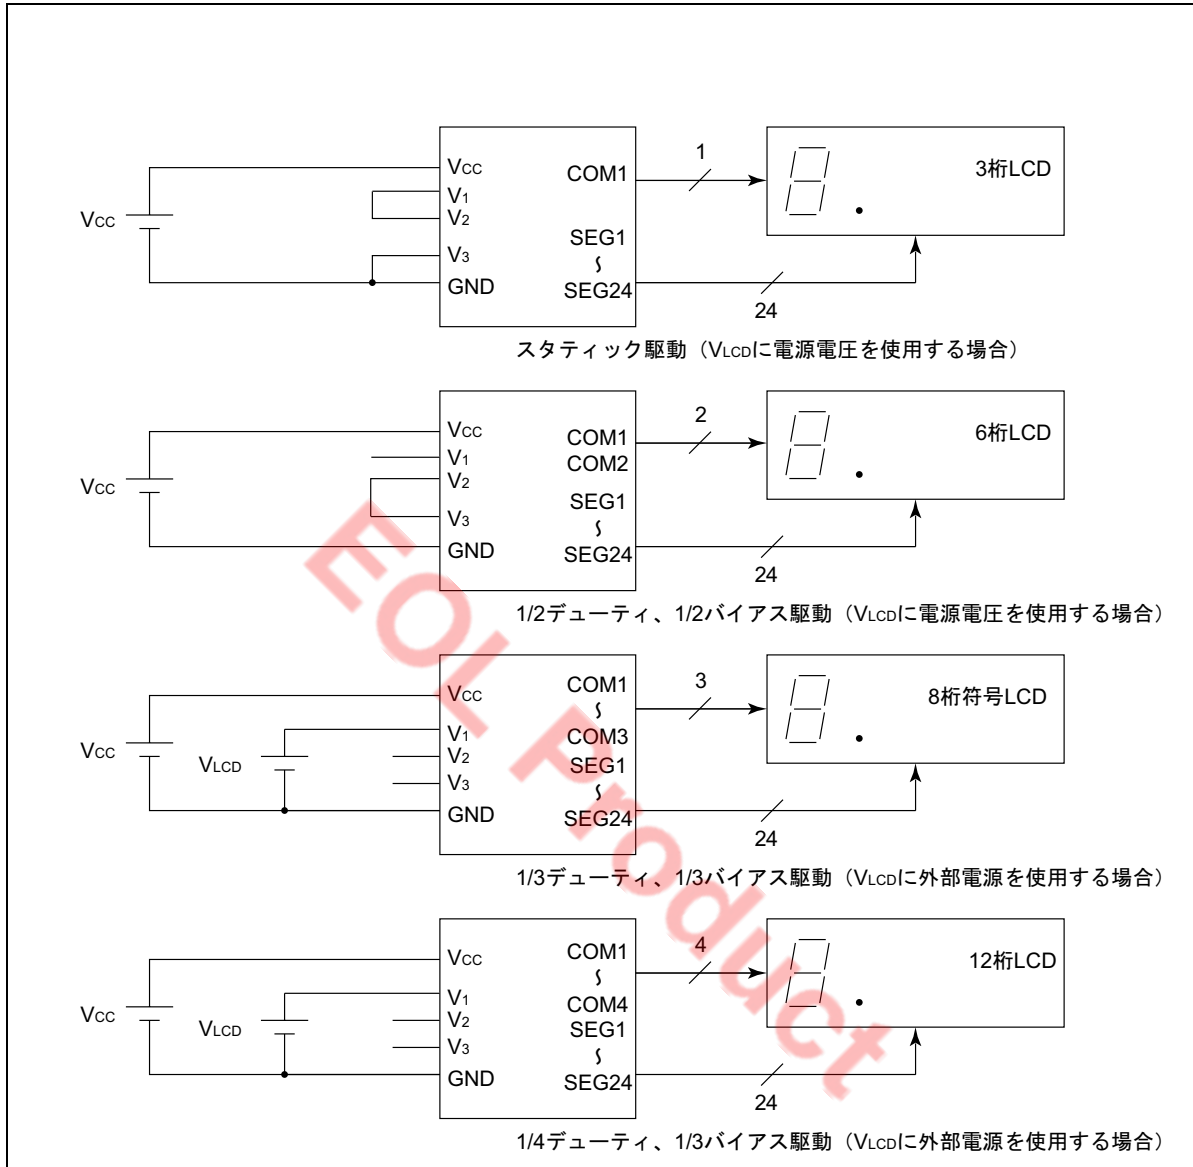 1
Vcc
COM1
3桁LCD
V1
V2
Vcc
SEG1
V3
〜
GND
SEG24
24
スタティック駆動（VLCDに電源電圧を使用する場合）
2
Vcc
COM1
6桁LCD
V1
COM2
V2
Vcc
SEG1
V3
〜
GND
SEG24
24
1/2デューティ、1/2バイアス駆動（VLCDに電源電圧を使用する場合）
3
Vcc
COM1
8桁符号LCD
〜
V1
COM3
Vcc
VLCD
V2
SEG1
V3
〜
GND
SEG24
24
1/3デューティ、1/3バイアス駆動（VLCDに外部電源を使用する場合）
4
Vcc
COM1
12桁LCD
〜
V1
COM4
Vcc
VLCD
V2
SEG1
V3
〜
GND
SEG24
24
1/4デューティ、1/3バイアス駆動（VLCDに外部電源を使用する場合）
EOL Product